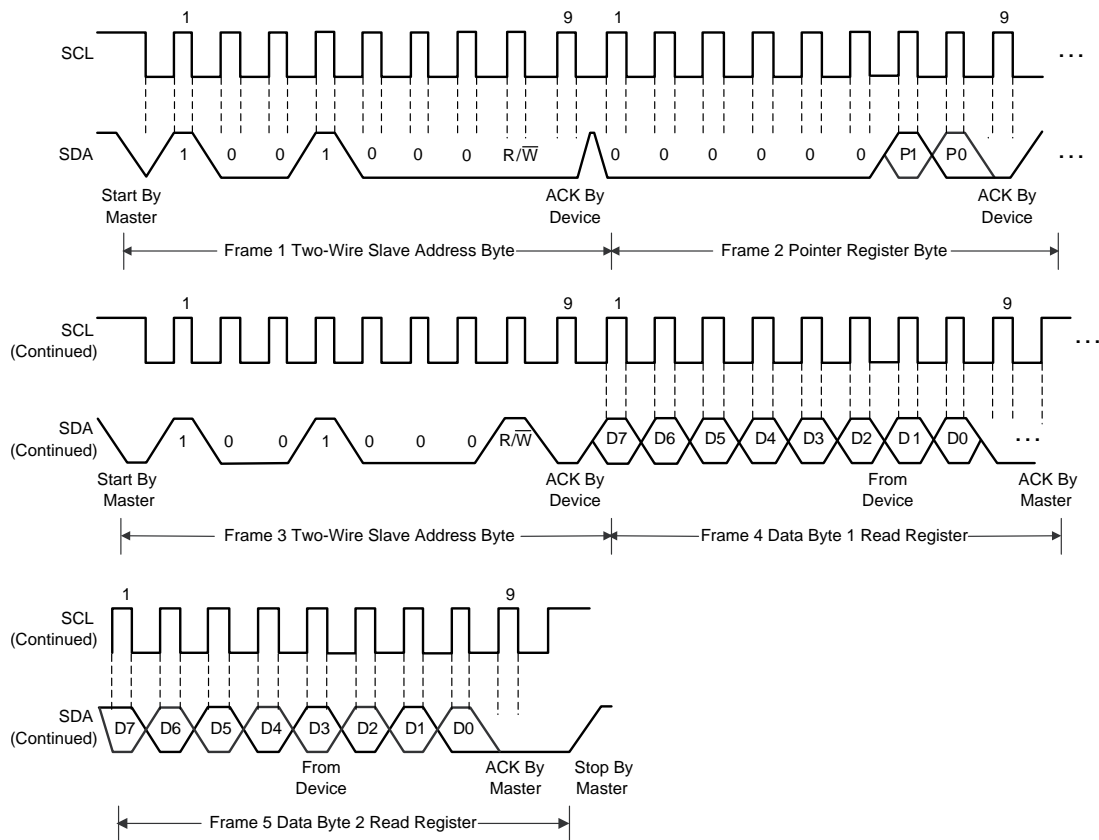 1 9 1 9
SCL ...
SDA 1 0 0 1 0 0 0 R/W̅ 0 0 0 0 0 0 P1 P0 ...
Start By
Master
ACK By
Device
ACK By
Device
Frame 1 Two-Wire Slave Address Byte
Frame 2 Pointer Register Byte
1 9 1 9
SCL
(Continued)
...
SDA
(Continued)
1 0 0 1 0 0 0 R/W̅ D7 D6 D5 D4 D3 D2 D1 D0 ...
Start By
Master
ACK By
Device
From
Device
ACK By
Master
Frame 3 Two-Wire Slave Address Byte
Frame 4 Data Byte 1 Read Register
1 9
SCL
(Continued)
SDA
(Continued)
D7 D6 D5 D4 D3 D2 D1 D0
From
Device
ACK By
Master
Stop By
Master
Frame 5 Data Byte 2 Read Register